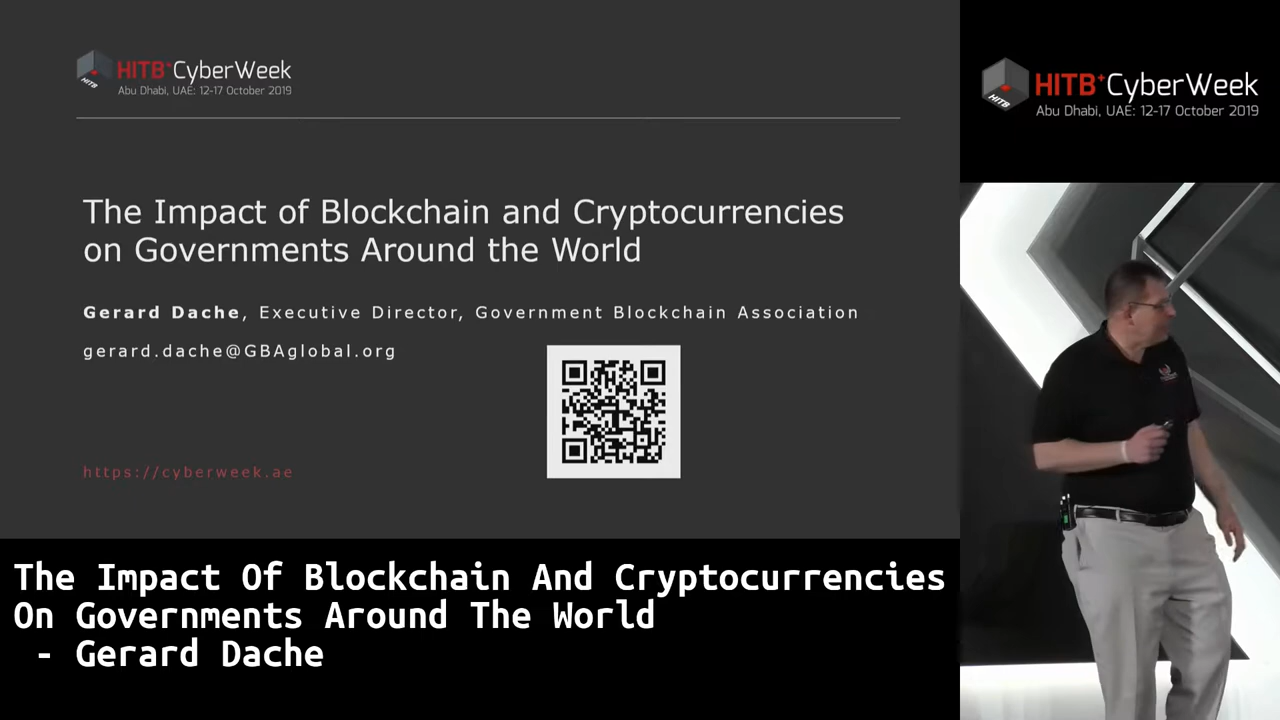 HITB+CyberWeek
Abu Dhabi, UAE: 12-17 October 2019
The Impact of Blockchain and Cryptocurrencies
on Governments Around the World
Gerard Dache, Executive Director, Government Blockchain Association
gerard.dache@GBAglobal.org
https://cyberweek.ae
HITB
HITB+CyberWeek
Abu Dhabi, UAE: 12-17 October 2019
HITB
The Impact Of Blockchain And Cryptocurrencies
On Governments Around The World
- Gerard Dache